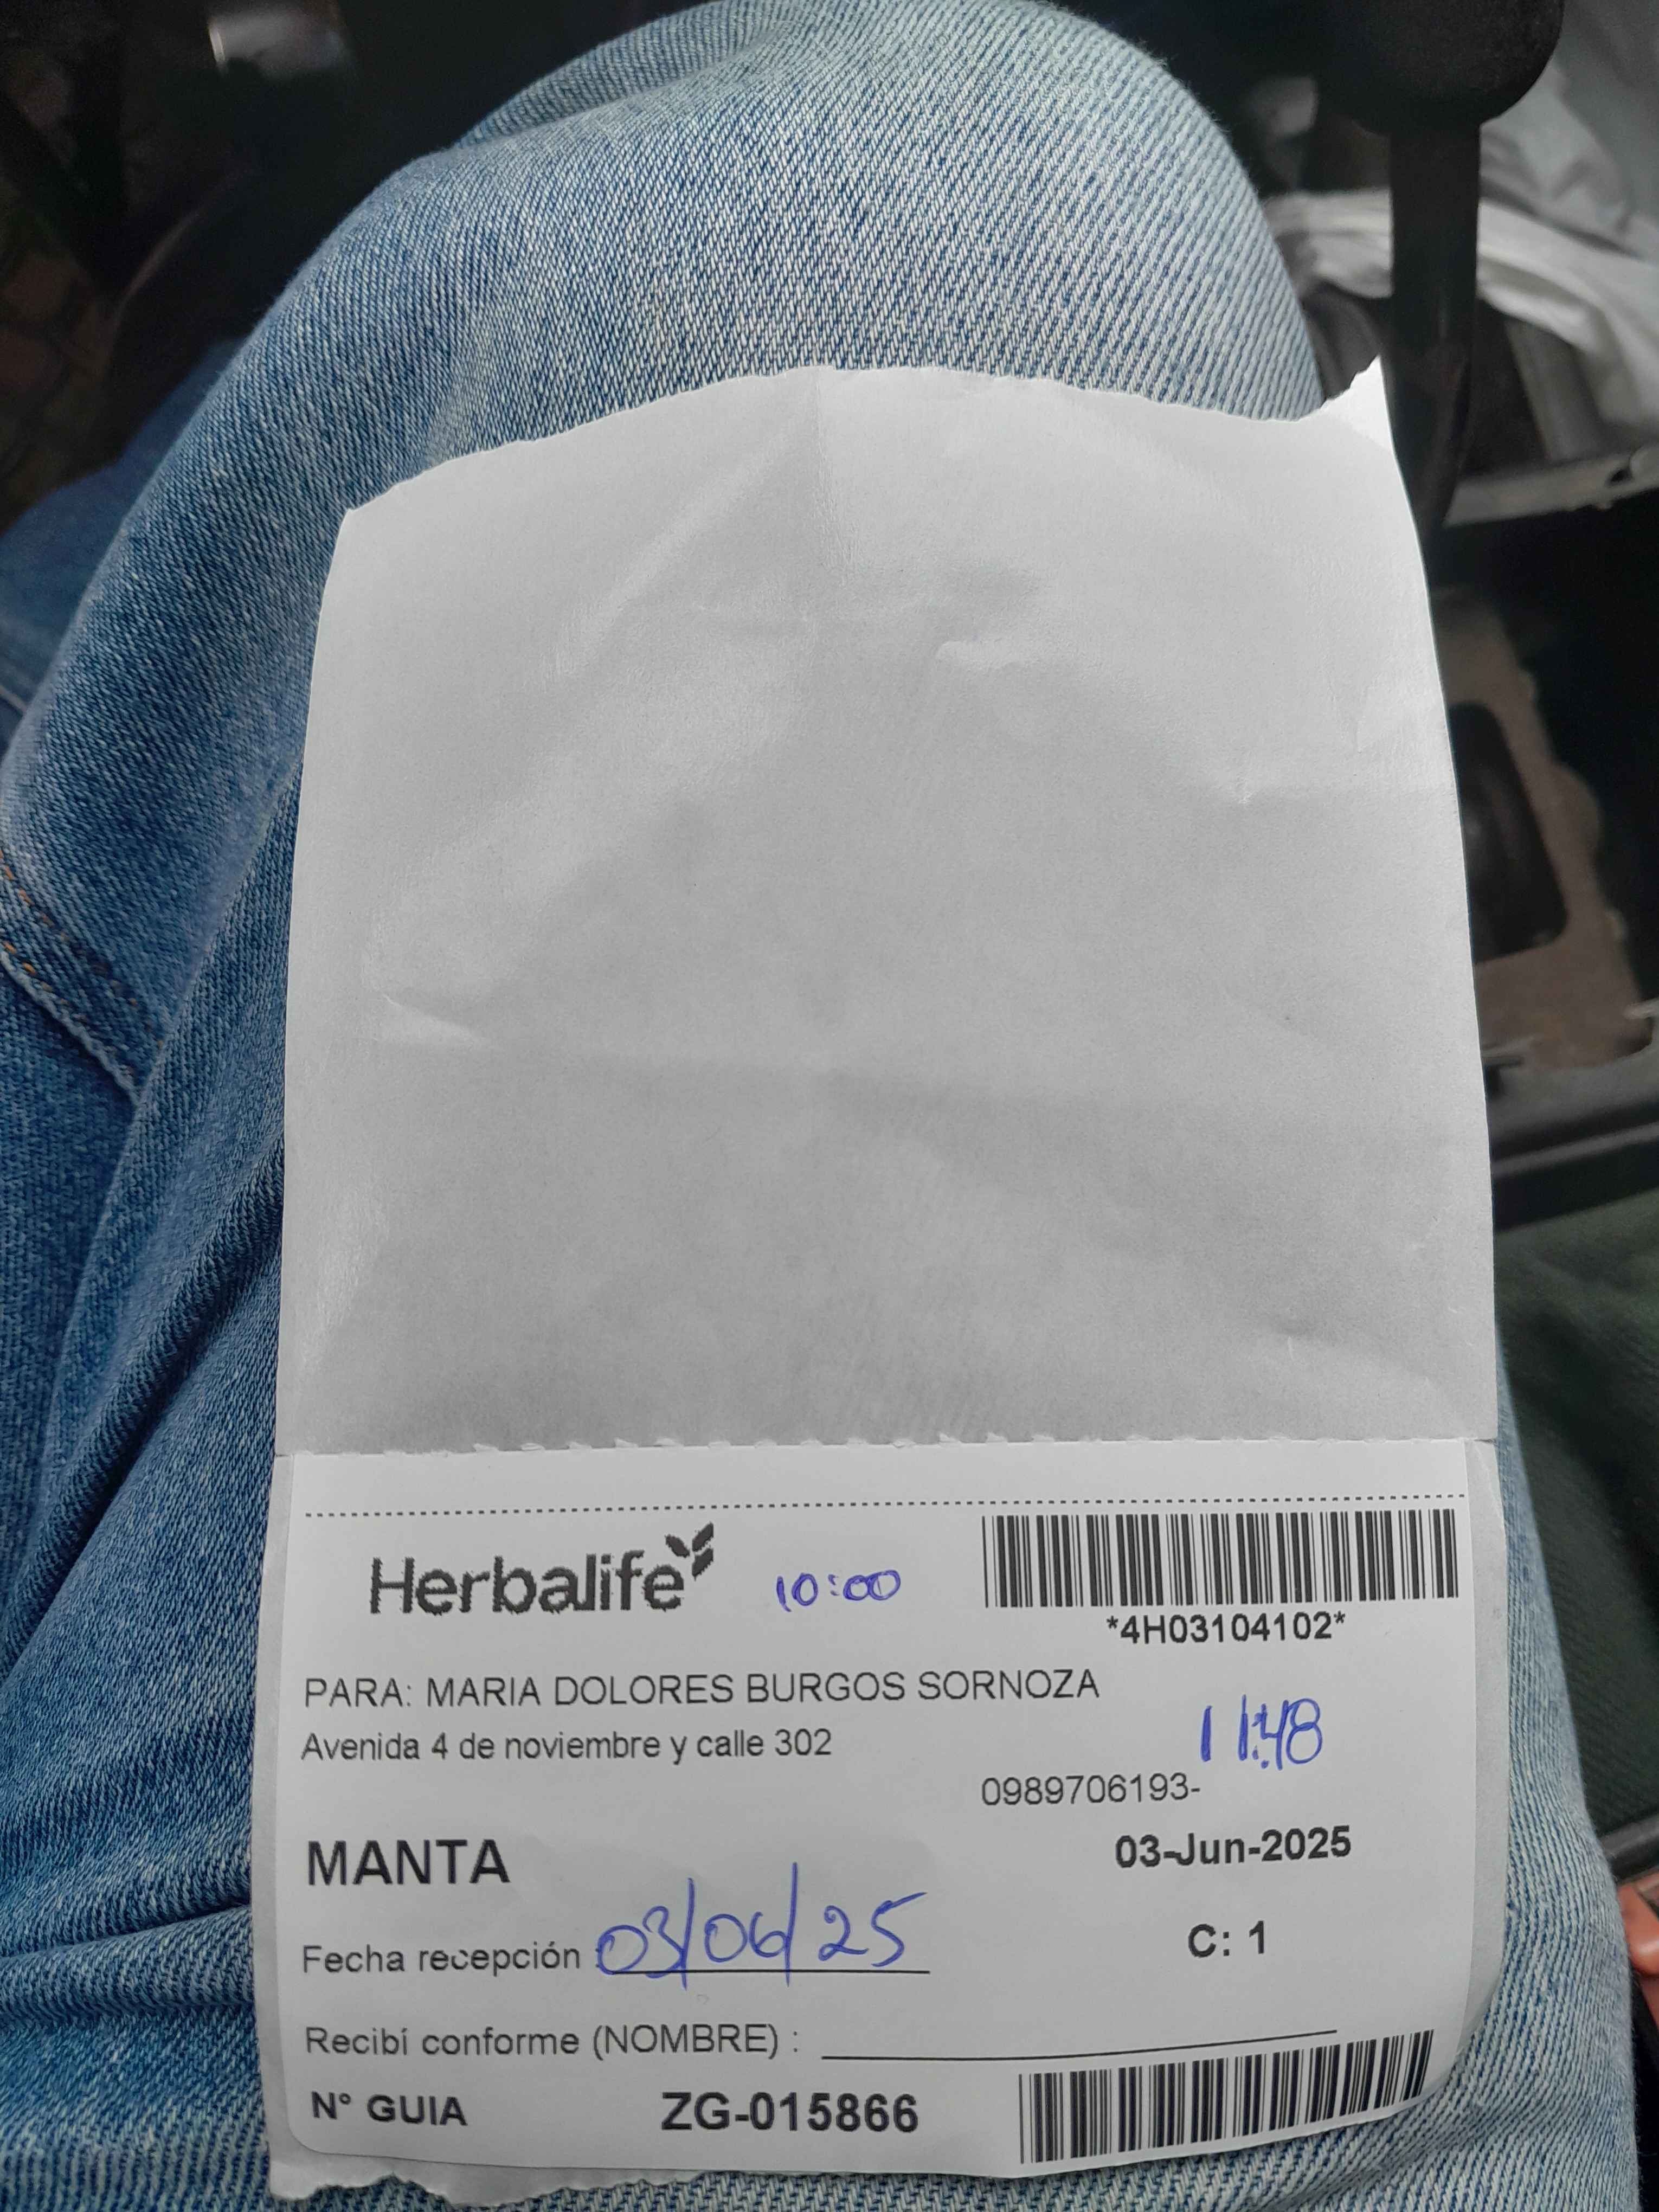 Herbalife 10:00
*4H03104102*
PARA: MARIA DOLORES BURGOS SORNOZA
Avenida 4 de noviembre y calle 302
11:48
0989706193-
MANTA
03-Jun-2025
Fecha recepción 03/06/25
C: 1
Recibí conforme (NOMBRE) :
N° GUIA ZG-015866